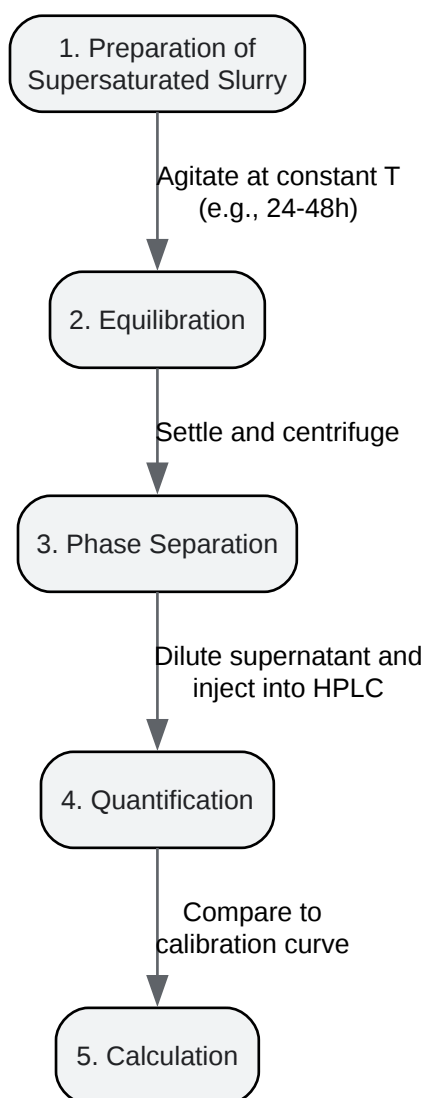 1. Preparation of
Supersaturated Slurry
Agitate at constant T
(e.g., 24-48h)
2. Equilibration
Settle and centrifuge
3. Phase Separation
Dilute supernatant and
inject into HPLC
4. Quantification
Compare to
calibration curve
5. Calculation